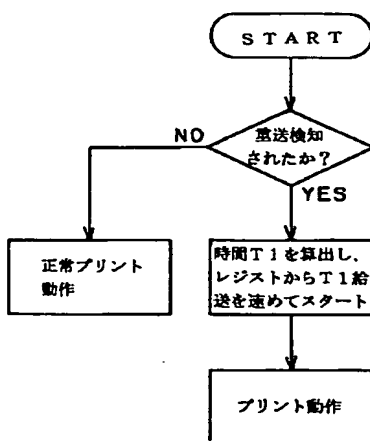 START
重送検知
されたか？
NO
YES
正常プリント
動作
時間T1を算出し、
レジストからT1給
送を速めてスタート
プリント動作